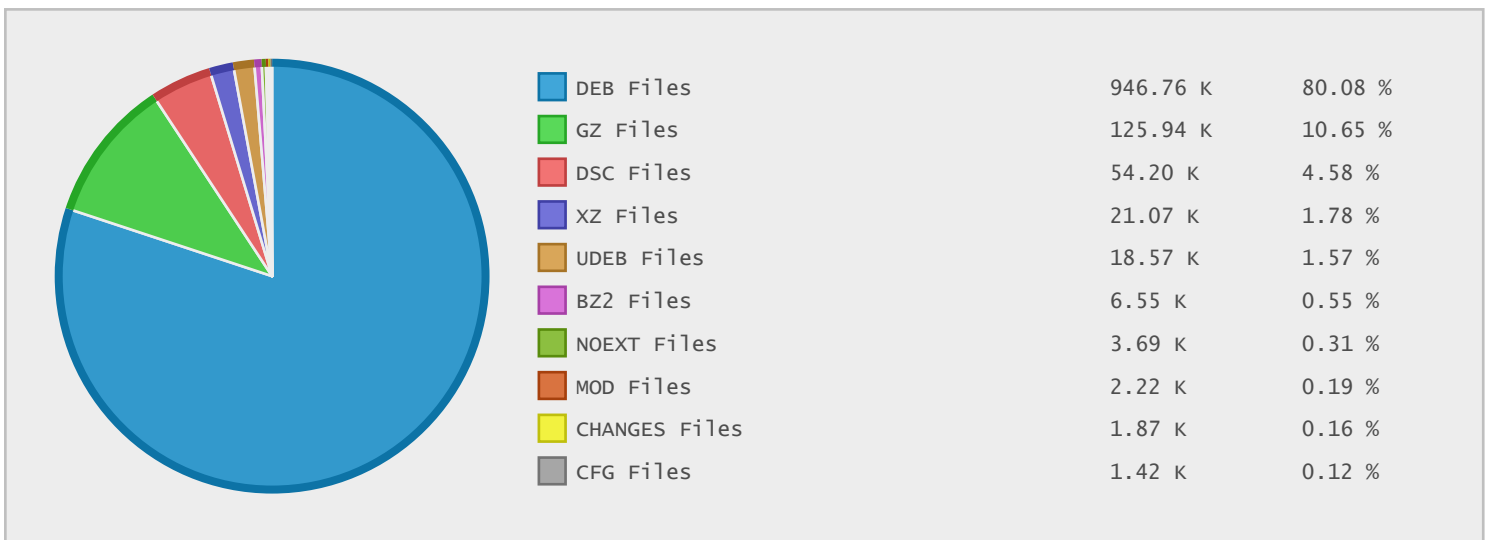 DEB Files 946.76 K 80.08 %
GZ Files 125.94 K 10.65 %
DSC Files 54.20 K 4.58 %
XZ Files 21.07 K 1.78 %
UDEB Files 18.57 K 1.57 %
BZ2 Files 6.55 K 0.55 %
NOEXT Files 3.69 K 0.31 %
MOD Files 2.22 K 0.19 %
CHANGES Files 1.87 K 0.16 %
CFG Files 1.42 K 0.12 %